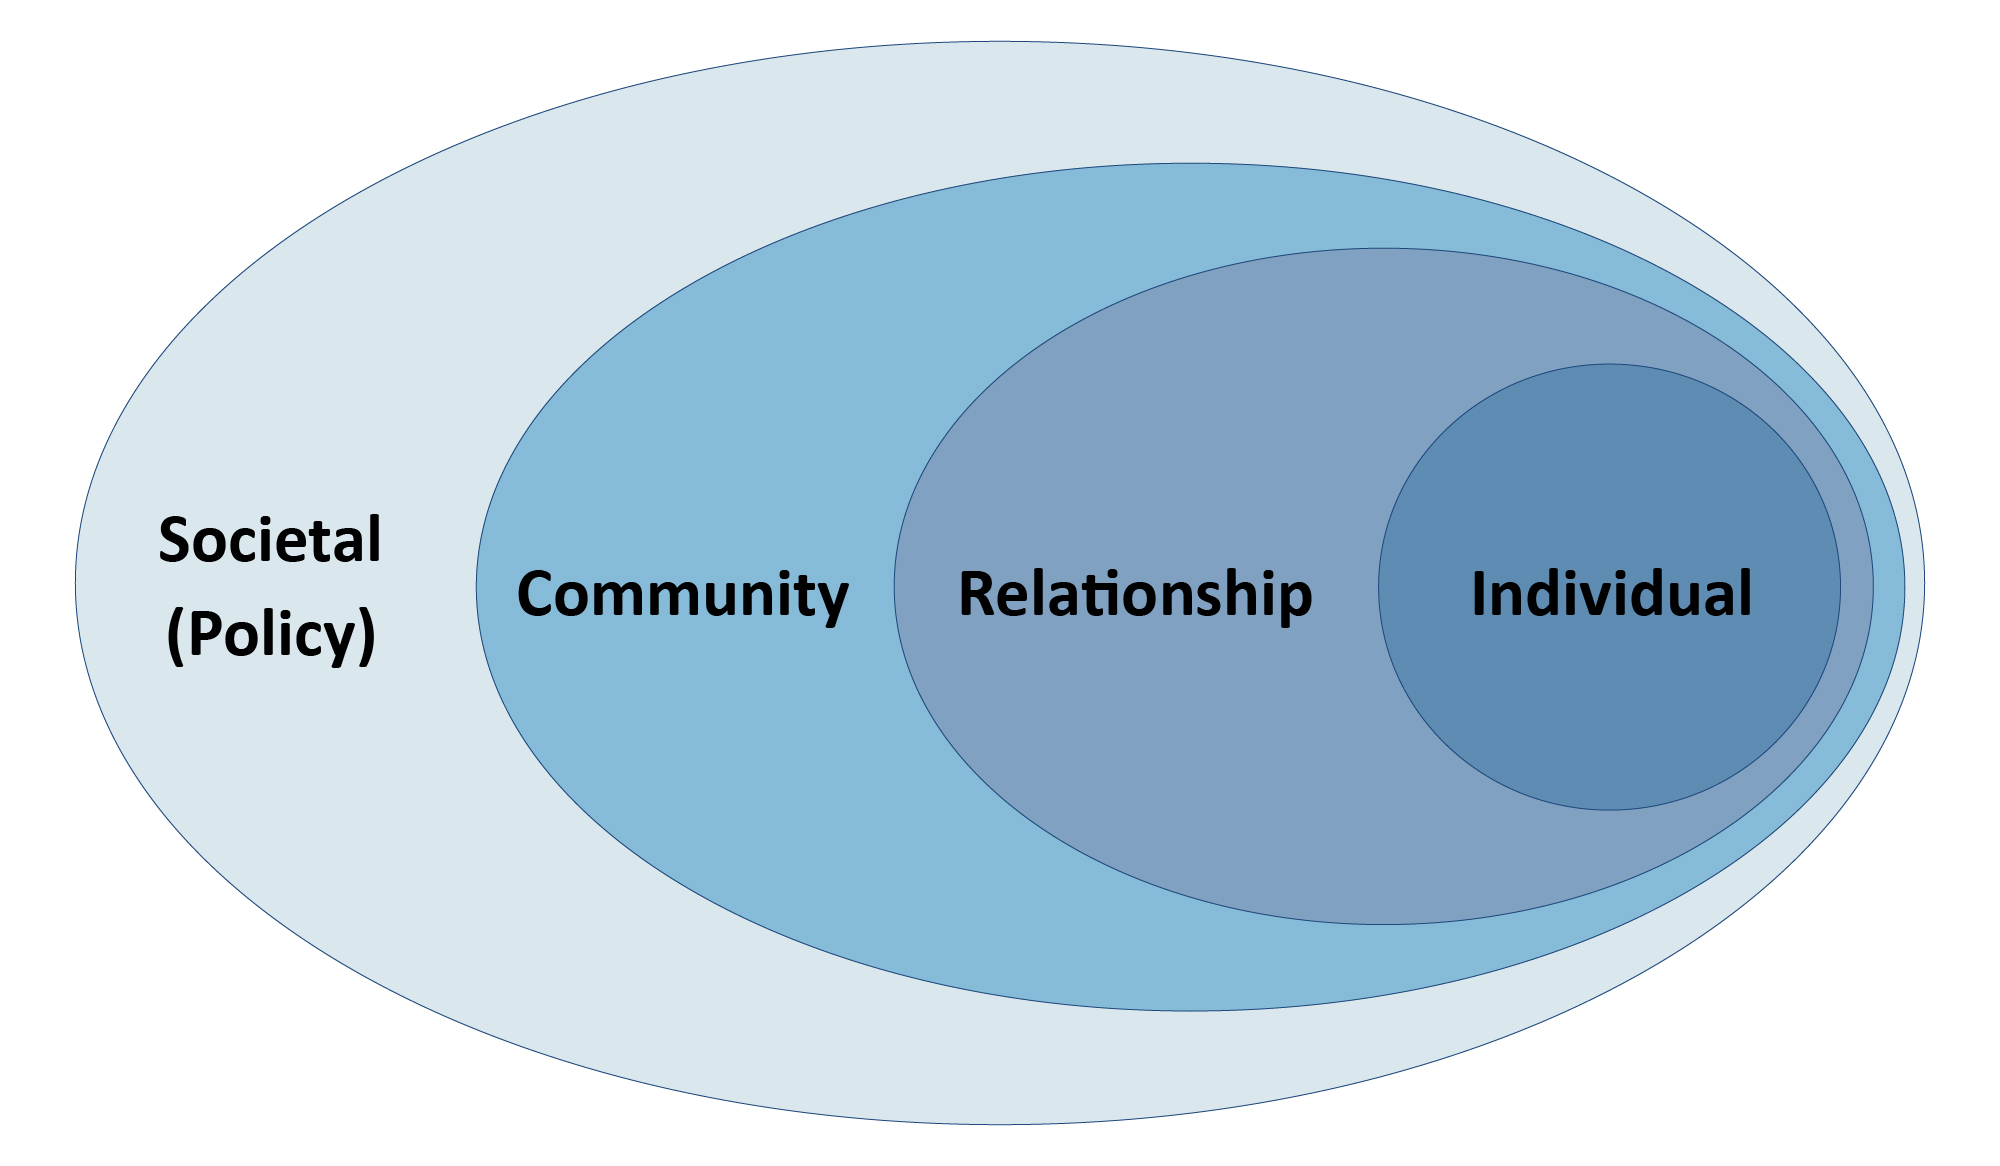 Societal
(Policy)
Community
Relationship
Individual